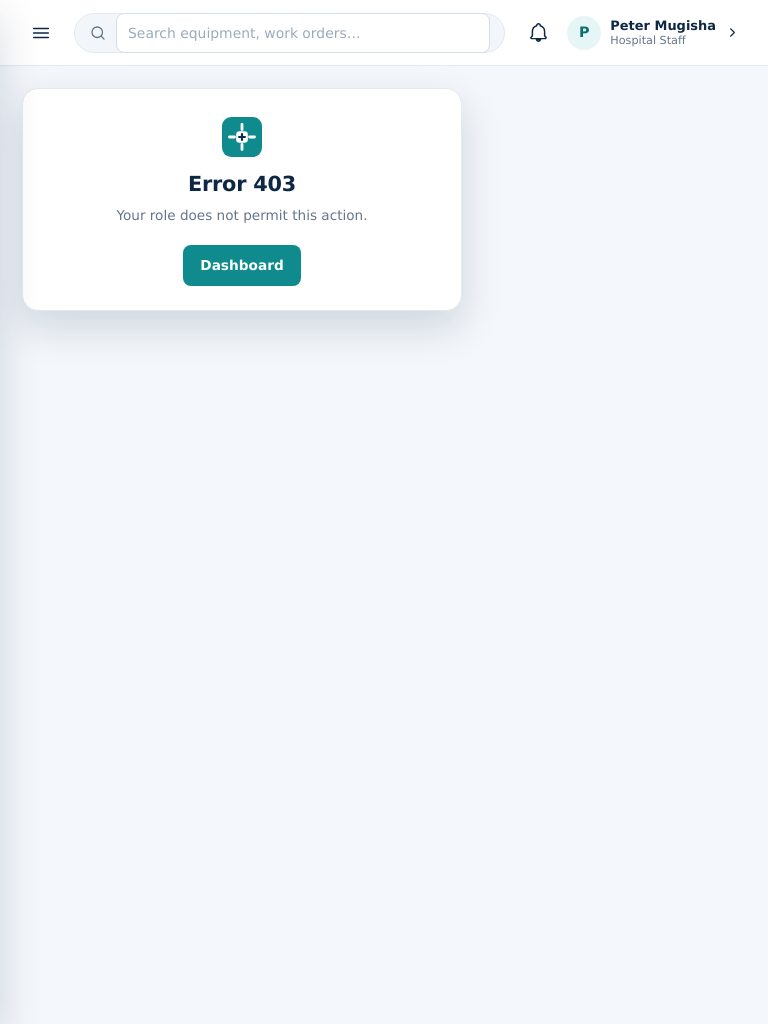 Search equipment, work orders...
P
Peter Mugisha
Hospital Staff
Error 403
Your role does not permit this action.
Dashboard